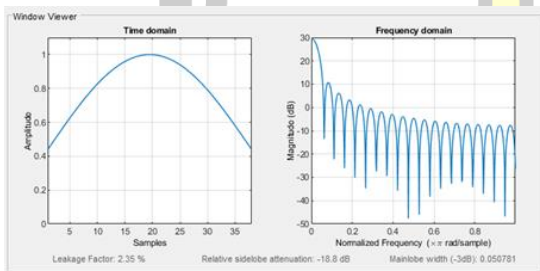 Window Viewer
Time domain
1
0.8
0.6
0.4
0.2
0
Amplitude
5 10 15 20 25 30 35
Samples
Frequency domain
30
20
10
0
-10
-20
-30
-40
-50
Magnitude (dB)
0 0.2 0.4 0.6 0.8
Normalized Frequency (×π rad/sample)
Leakage Factor: 2.35 %
Relative sidelobe attenuation: -18.8 dB
Mainlobe width (-3dB): 0.050781